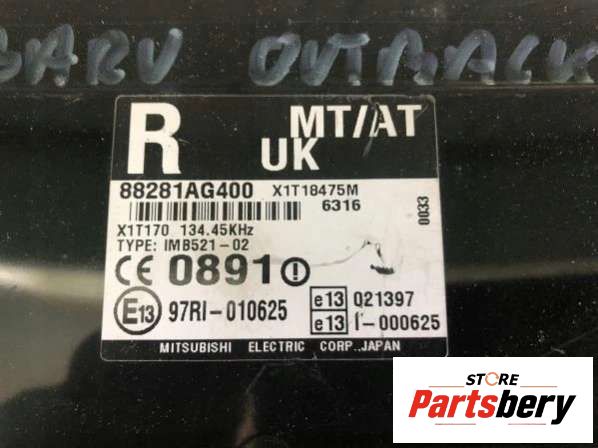 BARU OUTBACK
R MT/AT
UK
88281AG400 X1T18475M
6316
0033
X1T170 134.45KHz
TYPE: IMB521-02
CE 0891
E13 97RI-010625
e13 021397
e13 I-000625
MITSUBISHI ELECTRIC CORP.,JAPAN
STORE
Partsbery